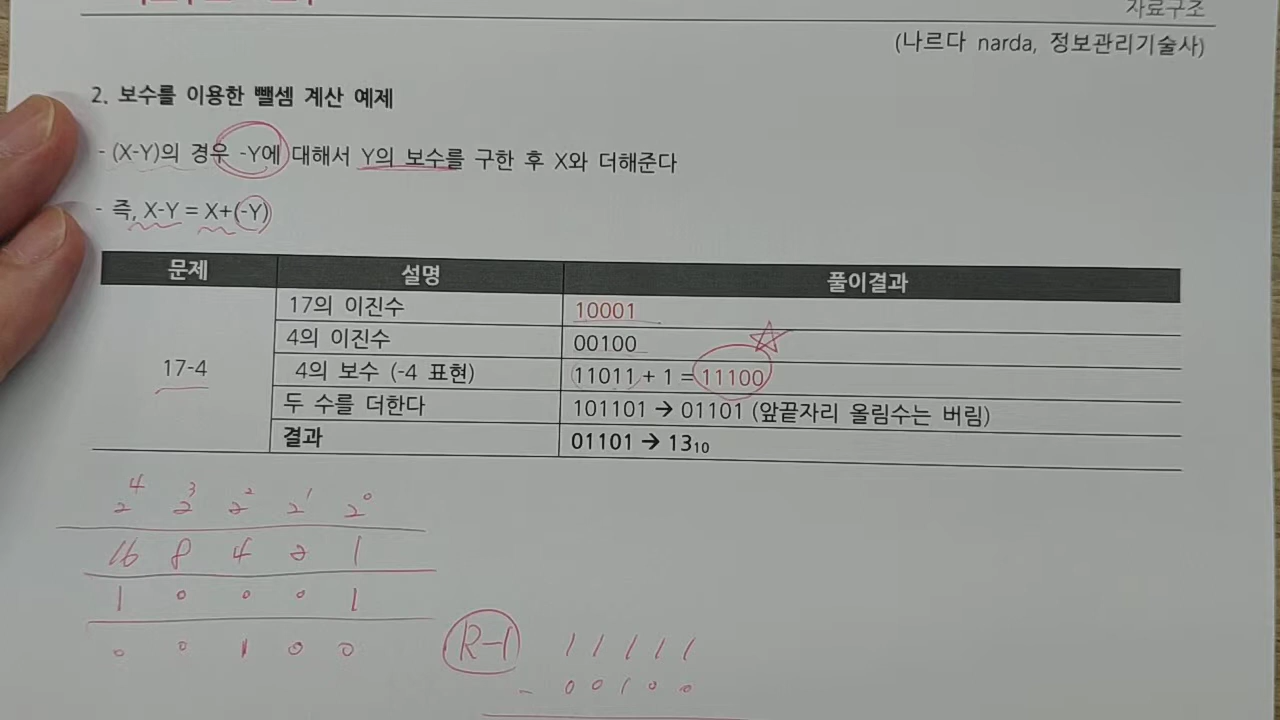 자료구조
(나르다 narda, 정보관리기술사)
2. 보수를 이용한 뺄셈 계산 예제
- (X-Y)의 경우 -Y에 대해서 Y의 보수를 구한 후 X와 더해준다
- 즉, X-Y = X+(-Y)
문제 설명 풀이결과
17-4
17의 이진수 10001
4의 이진수 00100
4의 보수 (-4 표현) 11011 + 1 = 11100
두 수를 더한다 101101 → 01101 (앞끝자리 올림수는 버림)
결과 01101 → 13₁₀
2⁴ 2³ 2² 2¹ 2⁰
16 8 4 2 1
1 0 0 0 1
0 0 1 0 0
R-1 1 1 1 1 1
- 0 0 1 0 0